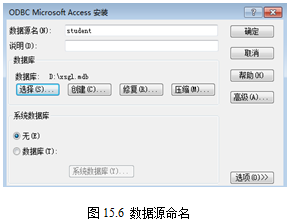 ODBC Microsoft Access 安装
数据源名(N): student 确定
说明(D): 取消
数据库
数据库: D:\xsgl.mdb 帮助(H)
选择(S)... 创建(C)... 修复(R)... 压缩(M)... 高级(A)...
系统数据库
无(E)
数据库(T):
系统数据库(Y)... 选项(O)>>
图 15.6 数据源命名